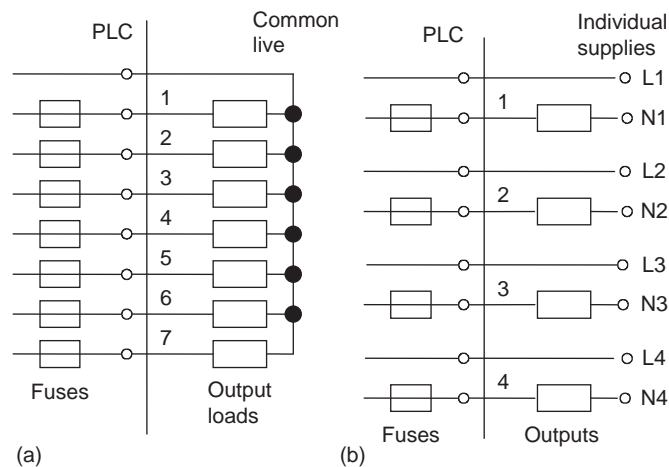 PLC
Common
live
1
2
3
4
5
6
7
Fuses
Output
loads
(a)
PLC
Individual
supplies
L1
1
N1
L2
2
N2
L3
3
N3
L4
4
N4
Fuses
Outputs
(b)